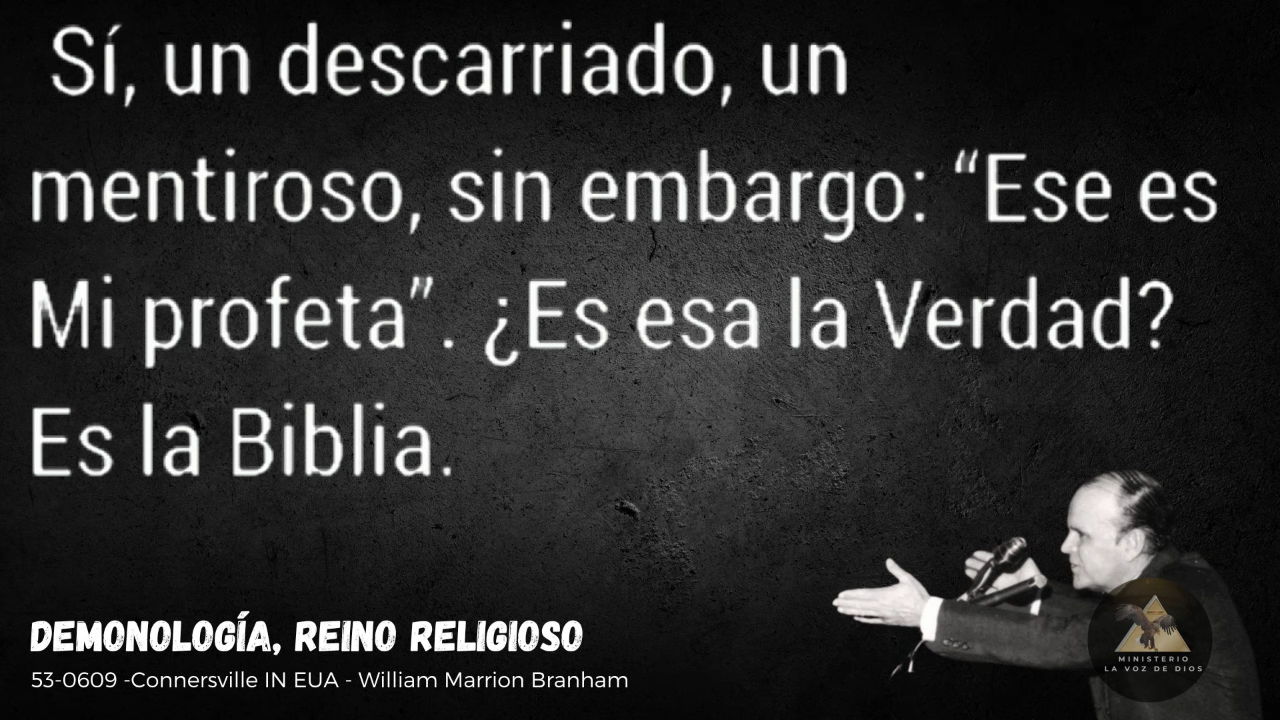 Sí, un descarriado, un
mentiroso, sin embargo: “Ese es
Mi profeta”. ¿Es esa la Verdad?
Es la Biblia.
DEMONOLOGÍA, REINO RELIGIOSO
53-0609 -Connersville IN EUA - William Marrion Branham
MINISTERIO
LA VOZ DE DIOS